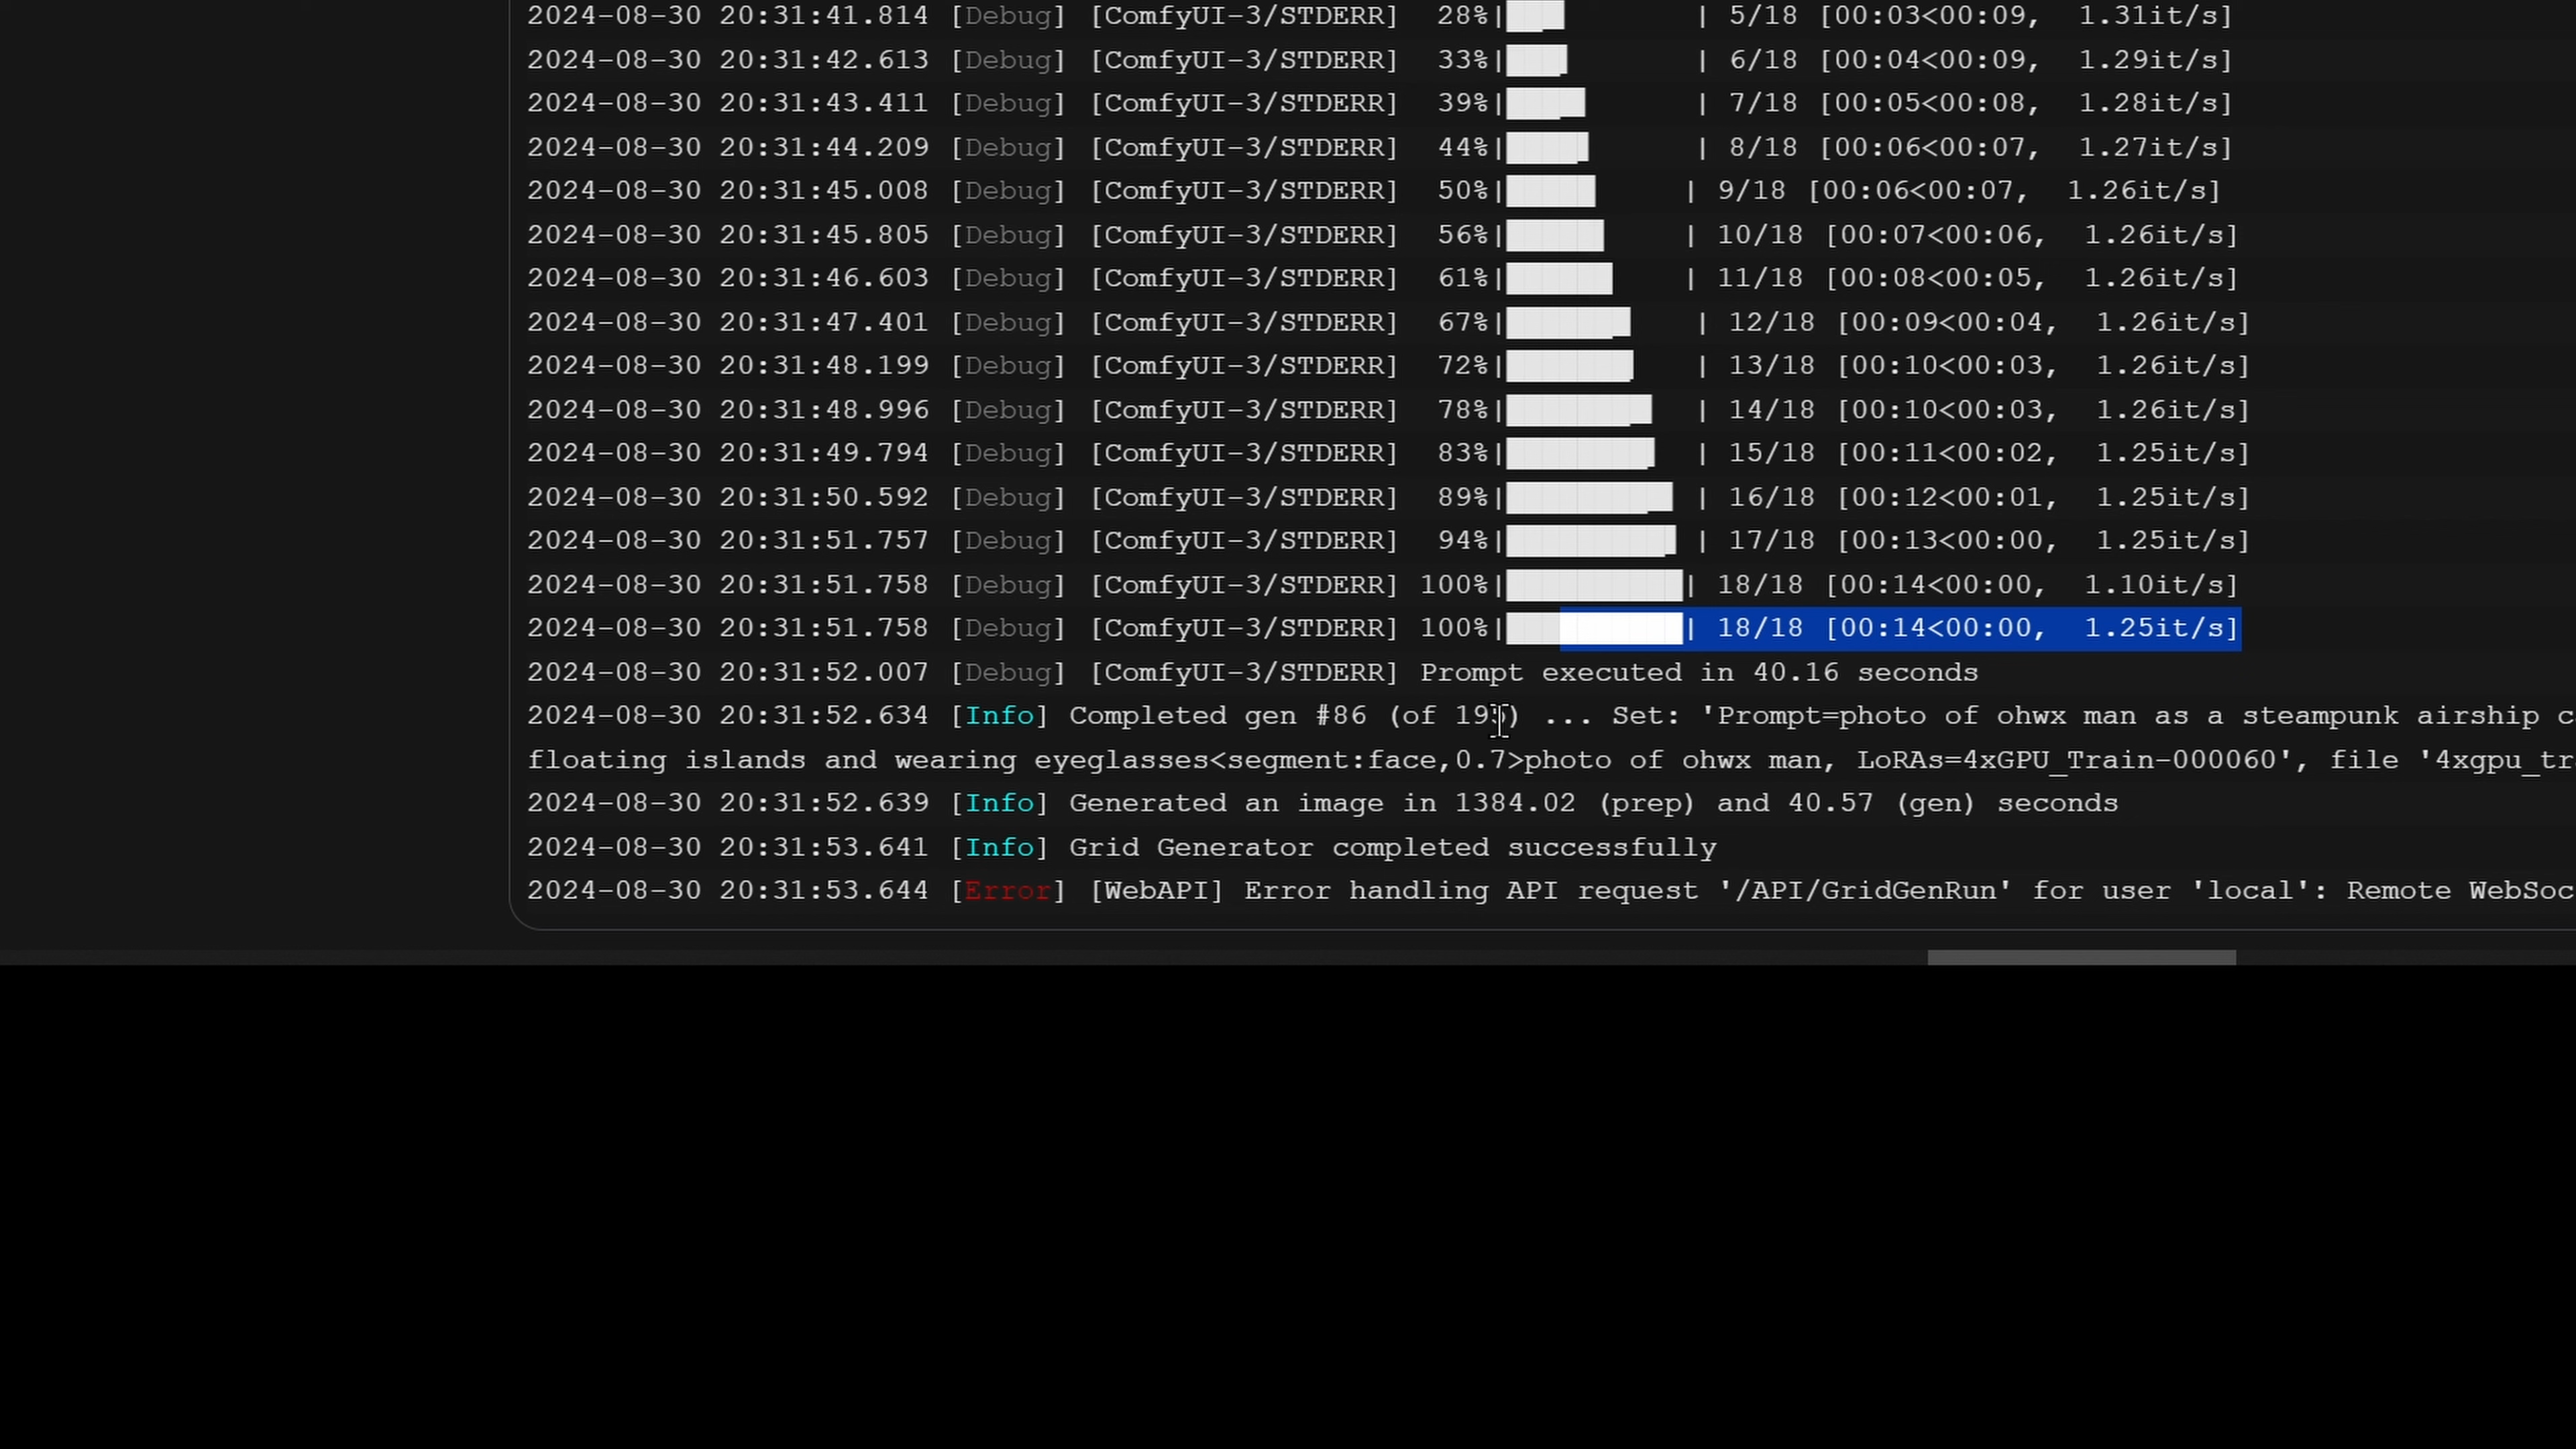 2024-08-30 20:31:41.814 [Debug] [ComfyUI-3/STDERR] 28%| | 5/18 [00:03<00:09, 1.31it/s]
2024-08-30 20:31:42.613 [Debug] [ComfyUI-3/STDERR] 33%| | 6/18 [00:04<00:09, 1.29it/s]
2024-08-30 20:31:43.411 [Debug] [ComfyUI-3/STDERR] 39%| | 7/18 [00:05<00:08, 1.28it/s]
2024-08-30 20:31:44.209 [Debug] [ComfyUI-3/STDERR] 44%| | 8/18 [00:06<00:07, 1.27it/s]
2024-08-30 20:31:45.008 [Debug] [ComfyUI-3/STDERR] 50%| | 9/18 [00:06<00:07, 1.26it/s]
2024-08-30 20:31:45.805 [Debug] [ComfyUI-3/STDERR] 56%| | 10/18 [00:07<00:06, 1.26it/s]
2024-08-30 20:31:46.603 [Debug] [ComfyUI-3/STDERR] 61%| | 11/18 [00:08<00:05, 1.26it/s]
2024-08-30 20:31:47.401 [Debug] [ComfyUI-3/STDERR] 67%| | 12/18 [00:09<00:04, 1.26it/s]
2024-08-30 20:31:48.199 [Debug] [ComfyUI-3/STDERR] 72%| | 13/18 [00:10<00:03, 1.26it/s]
2024-08-30 20:31:48.996 [Debug] [ComfyUI-3/STDERR] 78%| | 14/18 [00:10<00:03, 1.26it/s]
2024-08-30 20:31:49.794 [Debug] [ComfyUI-3/STDERR] 83%| | 15/18 [00:11<00:02, 1.25it/s]
2024-08-30 20:31:50.592 [Debug] [ComfyUI-3/STDERR] 89%| | 16/18 [00:12<00:01, 1.25it/s]
2024-08-30 20:31:51.757 [Debug] [ComfyUI-3/STDERR] 94%| | 17/18 [00:13<00:00, 1.25it/s]
2024-08-30 20:31:51.758 [Debug] [ComfyUI-3/STDERR] 100%| | 18/18 [00:14<00:00, 1.10it/s]
2024-08-30 20:31:51.758 [Debug] [ComfyUI-3/STDERR] 100%| | 18/18 [00:14<00:00, 1.25it/s]
2024-08-30 20:31:52.007 [Debug] [ComfyUI-3/STDERR] Prompt executed in 40.16 seconds
2024-08-30 20:31:52.634 [Info] Completed gen #86 (of ... Set: 'Prompt=photo of ohwx man as a steampunk airship c
floating islands and wearing eyeglasses<segment:face,0.7>photo of ohwx man, LoRAs=4xGPU_Train-000060', file '4xgpu_tr
2024-08-30 20:31:52.639 [Info] Generated an image in 1384.02 (prep) and 40.57 (gen) seconds
2024-08-30 20:31:53.641 [Info] Grid Generator completed successfully
2024-08-30 20:31:53.644 [Error] [WebAPI] Error handling API request '/API/GridGenRun' for user 'local': Remote WebSoc